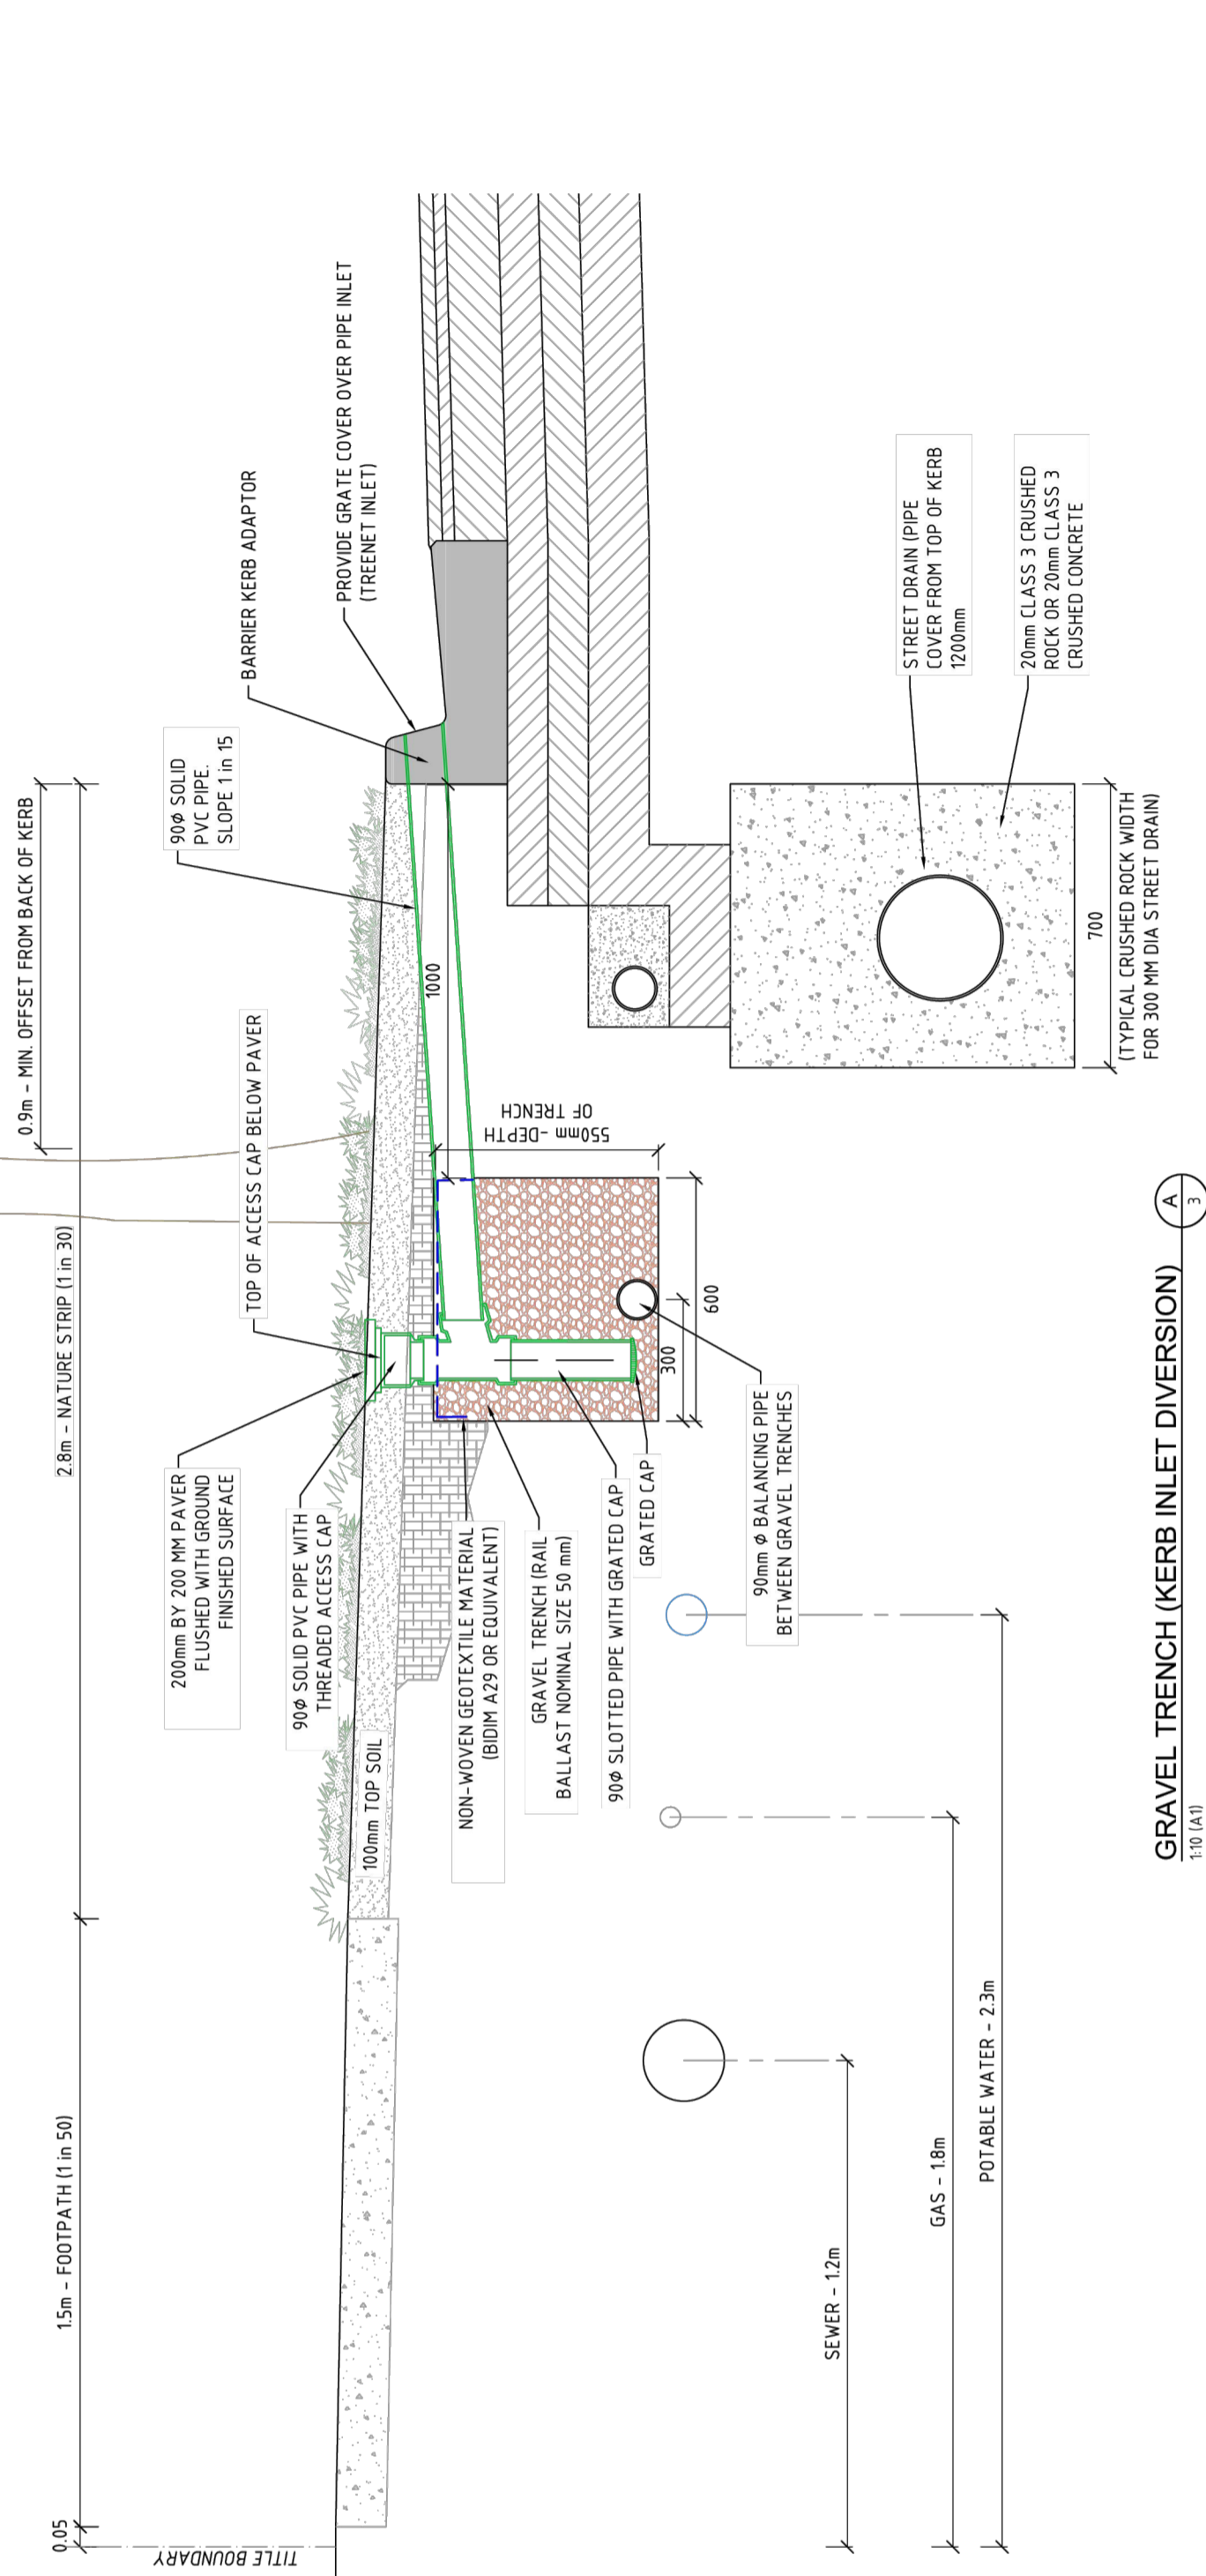 0.05
1.5m - FOOTPATH (1 in 50)
2.8m - NATURE STRIP (1 in 30)
0.9m - MIN. OFFSET FROM BACK OF KERB
TITLE BOUNDARY
200mm BY 200 MM PAVER
FLUSHED WITH GROUND
FINISHED SURFACE
TOP OF ACCESS CAP BELOW PAVER
90Ø SOLID
PVC PIPE.
SLOPE 1 in 15
BARRIER KERB ADAPTOR
PROVIDE GRATE COVER OVER PIPE INLET
(TREENET INLET)
90Ø SOLID PVC PIPE WITH
THREADED ACCESS CAP
100mm TOP SOIL
1000
NON-WOVEN GEOTEXTILE MATERIAL
(BIDIM A29 OR EQUIVALENT)
550mm -DEPTH
OF TRENCH
GRAVEL TRENCH (RAIL
BALLAST NOMINAL SIZE 50 mm)
90Ø SLOTTED PIPE WITH GRATED CAP
GRATED CAP
300
600
90mm Ø BALANCING PIPE
BETWEEN GRAVEL TRENCHES
SEWER - 1.2m
GAS - 1.8m
POTABLE WATER - 2.3m
STREET DRAIN (PIPE
COVER FROM TOP OF KERB
1200mm
20mm CLASS 3 CRUSHED
ROCK OR 20mm CLASS 3
CRUSHED CONCRETE
700
(TYPICAL CRUSHED ROCK WIDTH
FOR 300 MM DIA STREET DRAIN)
GRAVEL TRENCH (KERB INLET DIVERSION)
1:10 (A1)
A
3